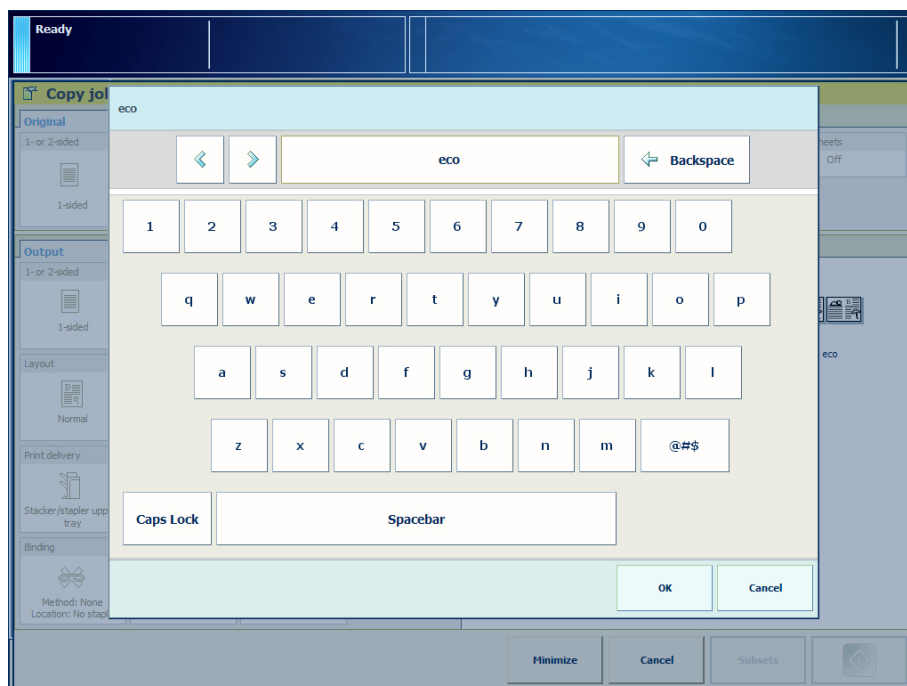 Ready
Copy jol
eco
Original
1- or 2-sided
heets
Off
1-sided
eco
Backspace
1 2 3 4 5 6 7 8 9 0
Output
1- or 2-sided
q w e r t y u i o p
1-sided
a s d f g h j k l
eco
Layout
Normal
z x c v b n m @#$
Print delivery
Stacker/stapler upp
tray
Caps Lock Spacebar
Binding
Method: None
Location: No stapl
OK Cancel
Minimize Cancel Subsets